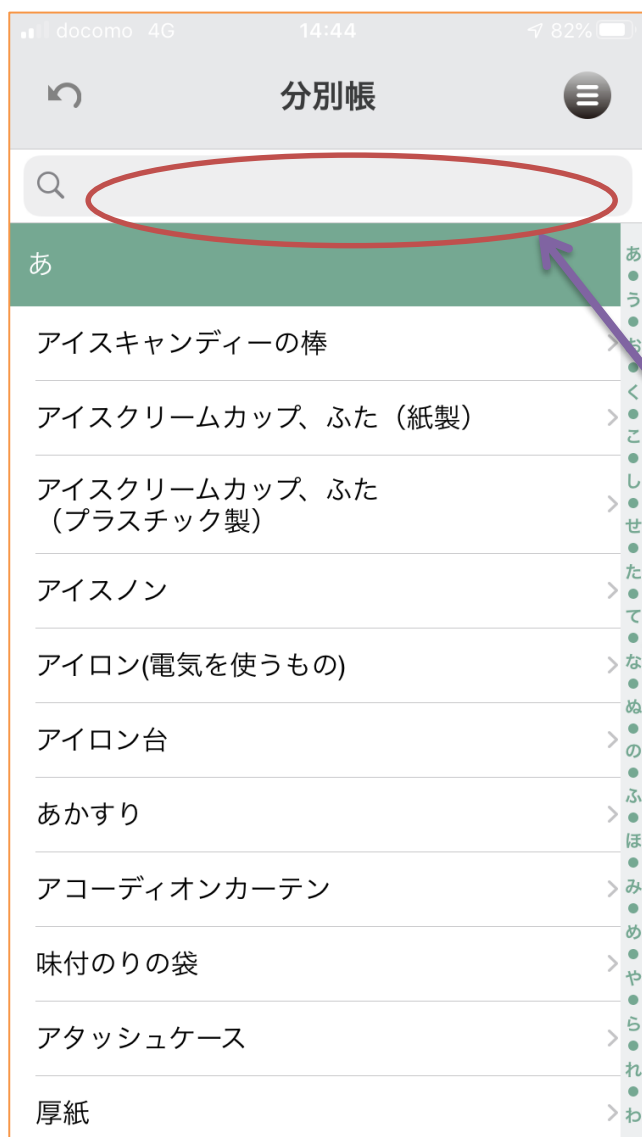 docomo 4G 14:44 82%
分別帳
あ
アイスキャンディーの棒
アイスクリームカップ、ふた（紙製）
アイスクリームカップ、ふた
（プラスチック製）
アイスノン
アイロン(電気を使うもの)
アイロン台
あかすり
アコーディオンカーテン
味付のりの袋
アタッシュケース
厚紙
あ
う
お
く
こ
し
せ
た
て
な
ぬ
の
ふ
ほ
み
め
や
ら
れ
わ